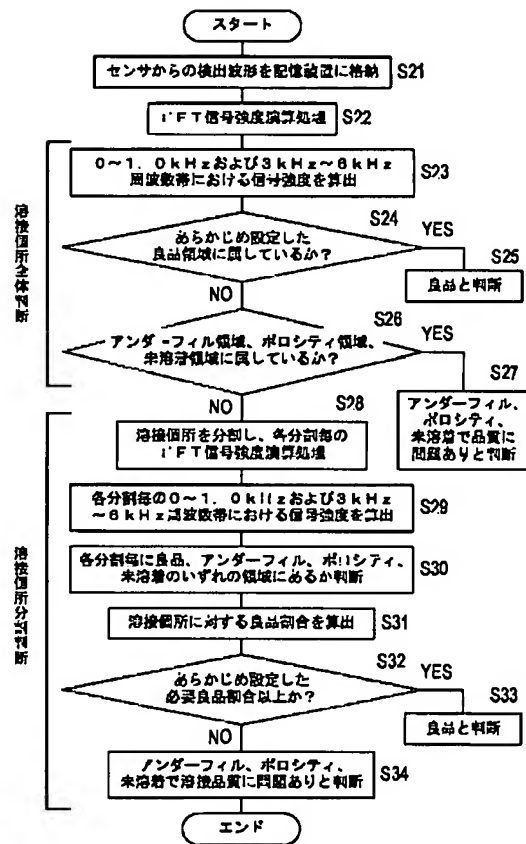 スタート
センサからの検出波形を記憶装置に格納
S21
FFT信号強度演算処理
S22
0～1．0kHzおよび3kHz～6kHz
周波数帯における信号強度を算出
S23
溶接個所全体判断
S24
あらかじめ設定した
良品領域に属しているか？
YES
S25
良品と判断
NO
S26
アンダーフィル領域、ポロシティ領域、
未溶着領域に属しているか？
YES
S27
アンダーフィル、
ポロシティ、
未溶着で品質に
問題ありと判断
NO
S28
溶接個所を分割し、各分割毎の
FFT信号強度演算処理
各分割毎の0～1．0kHzおよび3kHz
～6kHz周波数帯における信号強度を算出
S29
各分割毎に良品、アンダーフィル、ポロシティ、
未溶着のいずれの領域にあるか判断
S30
溶接個所分割判断
溶接個所に対する良品割合を算出
S31
S32
あらかじめ設定した
必要良品割合以上か？
YES
S33
良品と判断
NO
アンダーフィル、ポロシティ、
未溶着で溶接品質に問題ありと判断
S34
エンド